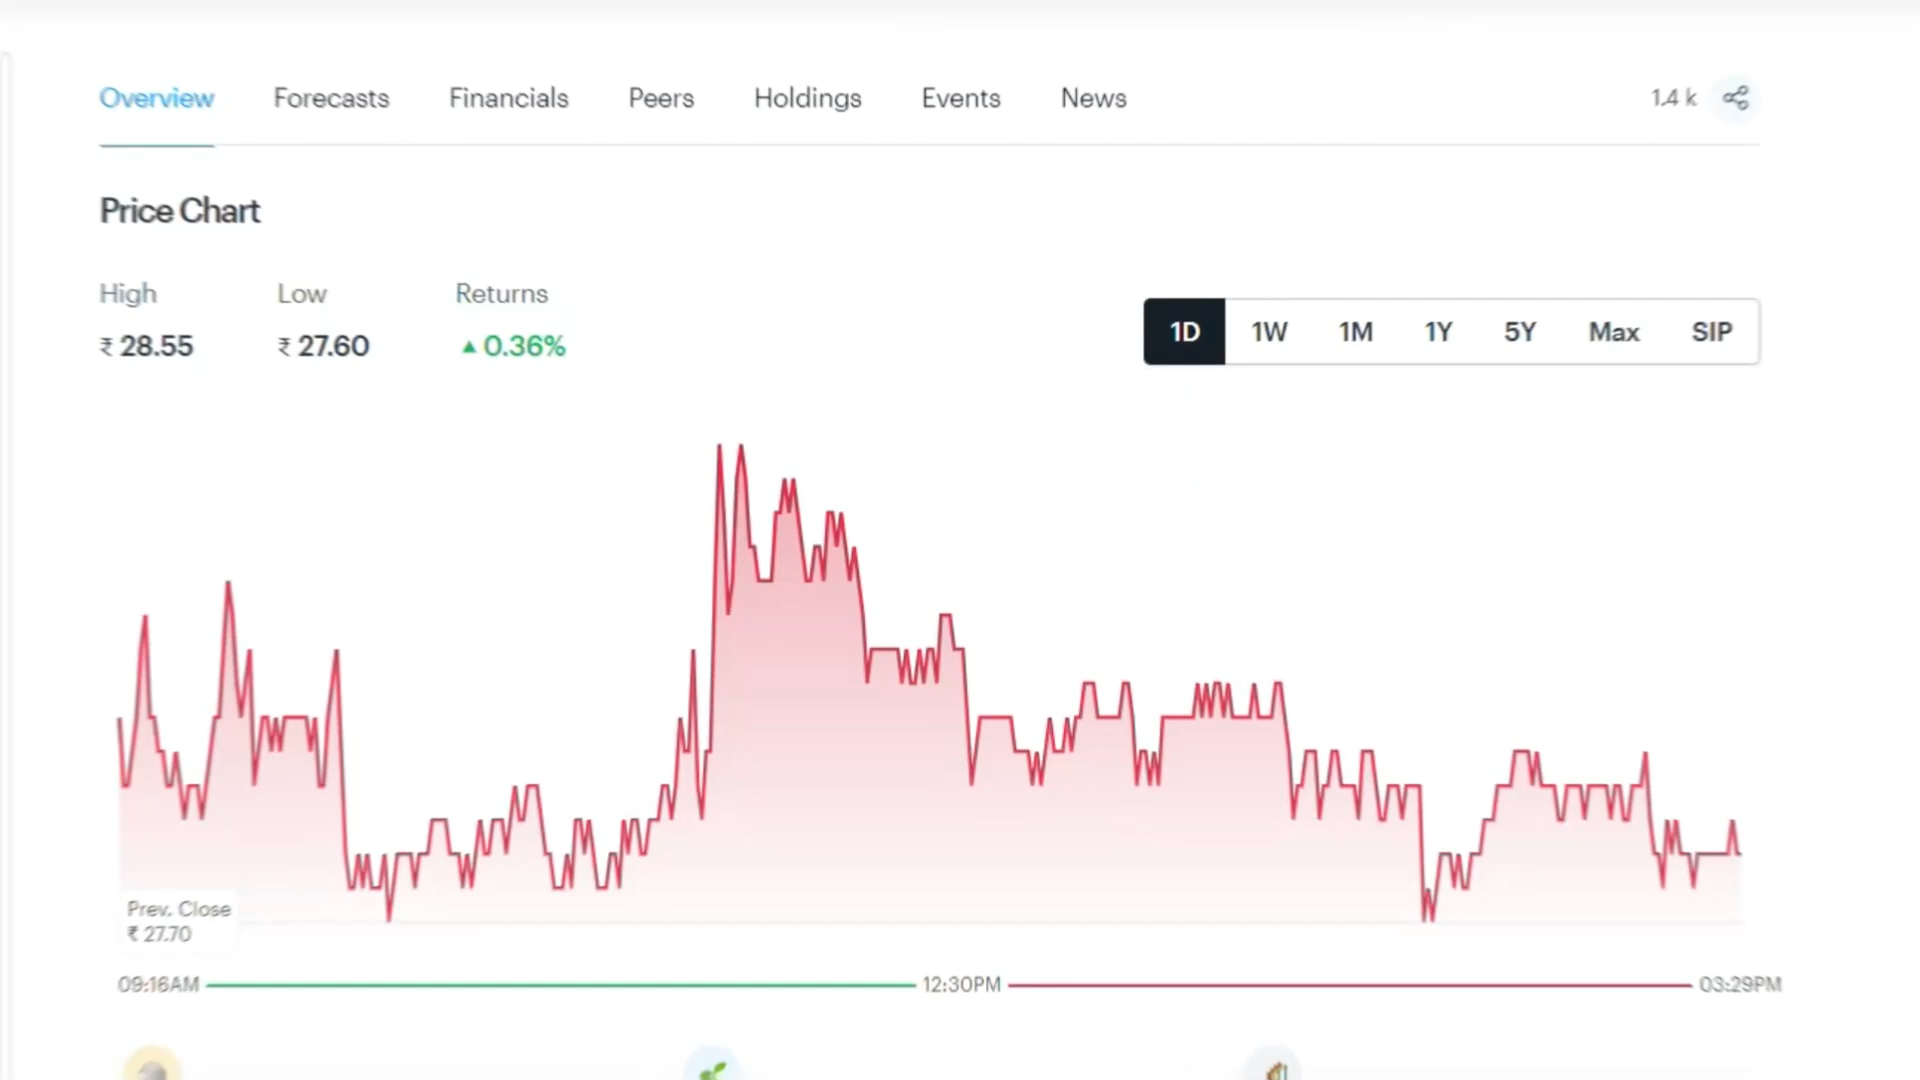 Overview Forecasts Financials Peers Holdings Events News 1.4 k
Price Chart
High Low Returns
₹ 28.55 ₹ 27.60 ▲ 0.36%
1D 1W 1M 1Y 5Y Max SIP
Prev. Close
₹ 27.70
09:16AM 12:30PM 03:29PM